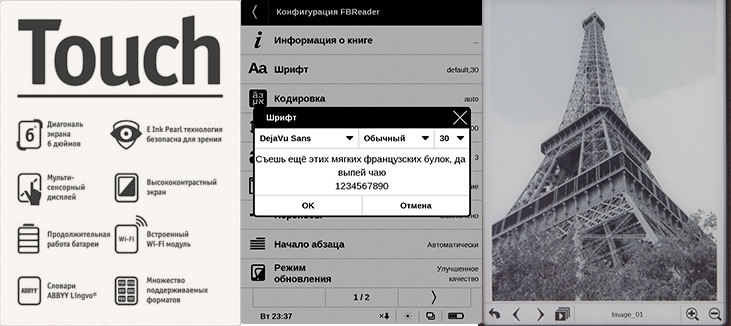 Touch
Диагональ
экрана
6 дюймов
6"
E Ink Pearl технология
безопасна для зрения
Мульти-
сенсорный
дисплей
Высококонтрастный
экран
Продолжительная
работа батареи
Wi-Fi
Встроенный
Wi-Fi модуль
ABBYY
Словари
ABBYY Lingvo®
Множество
поддерживаемых
форматов
Конфигурация FBReader
Информация о книге ...
Aa Шрифт default,30
Кодировка auto
Шрифт
DejaVu Sans Обычный 30
Съешь ещё этих мягких французских булок, да
выпей чаю
1234567890
OK Отмена
Начало абзаца Автоматически
Режим
обновления
Улучшенное
качество
1 / 2
Вт 23:37
Image_01